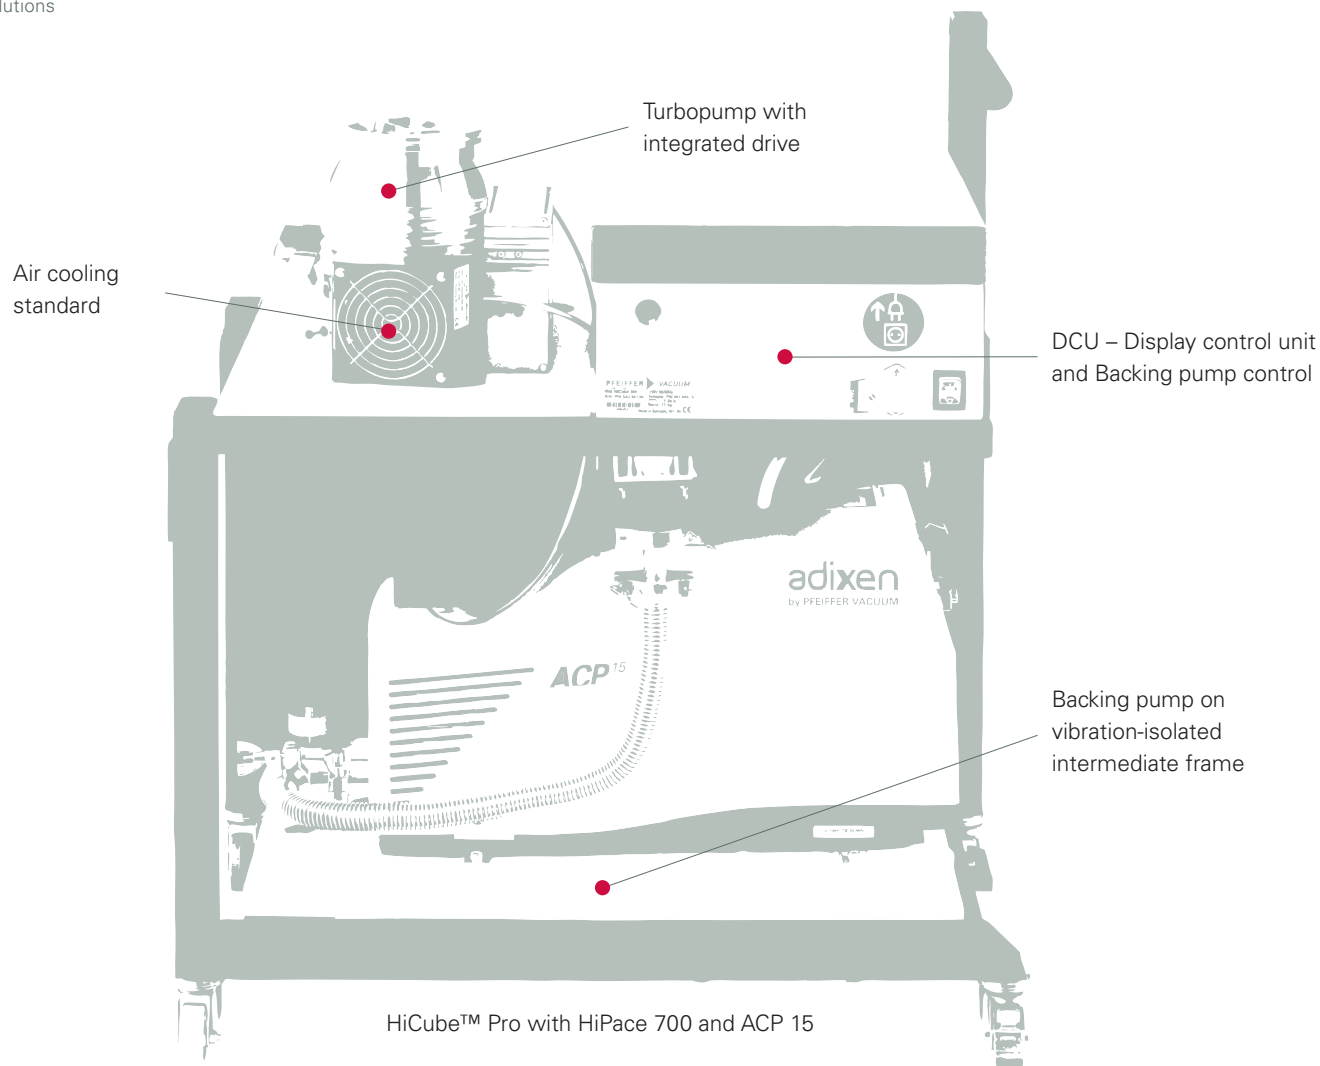 lutions
Turbopump with
integrated drive
Air cooling
standard
DCU – Display control unit
and Backing pump control
PFEIFFER VACUUM
adixen
by PFEIFFER VACUUM
ACP 15
Backing pump on
vibration-isolated
intermediate frame
HiCube™ Pro with HiPace 700 and ACP 15